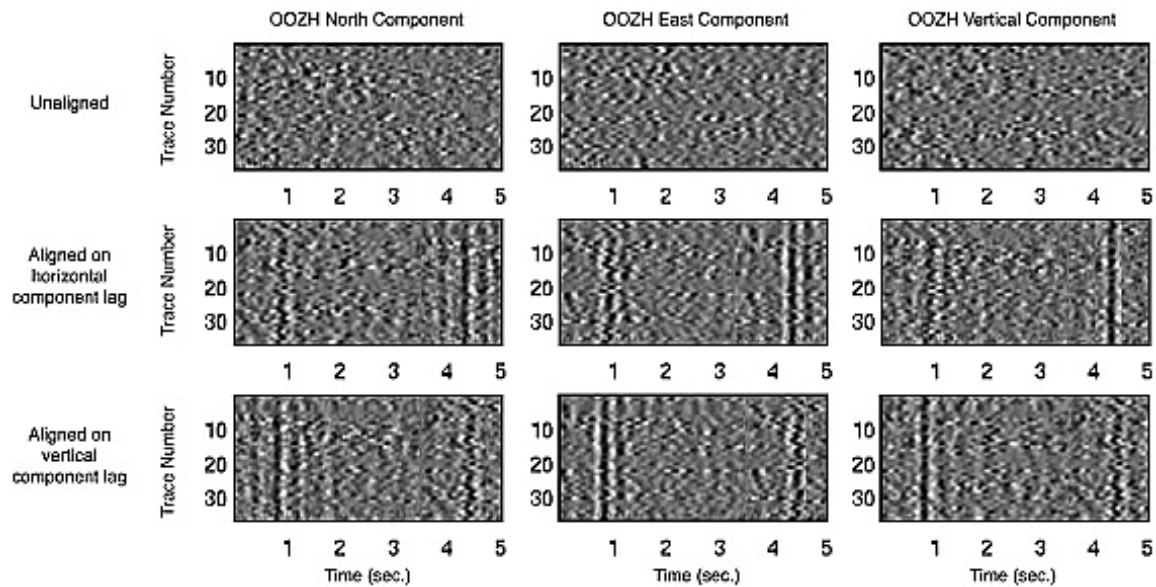 OOZH North Component
OOZH East Component
OOZH Vertical Component
Unaligned
Trace Number
10
20
30
10
20
30
10
20
30
1 2 3 4 5
1 2 3 4 5
1 2 3 4 5
Aligned on
horizontal
component lag
Trace Number
10
20
30
10
20
30
10
20
30
1 2 3 4 5
1 2 3 4 5
1 2 3 4 5
Aligned on
vertical
component lag
Trace Number
10
20
30
10
20
30
10
20
30
1 2 3 4 5
1 2 3 4 5
1 2 3 4 5
Time (sec.)
Time (sec.)
Time (sec.)